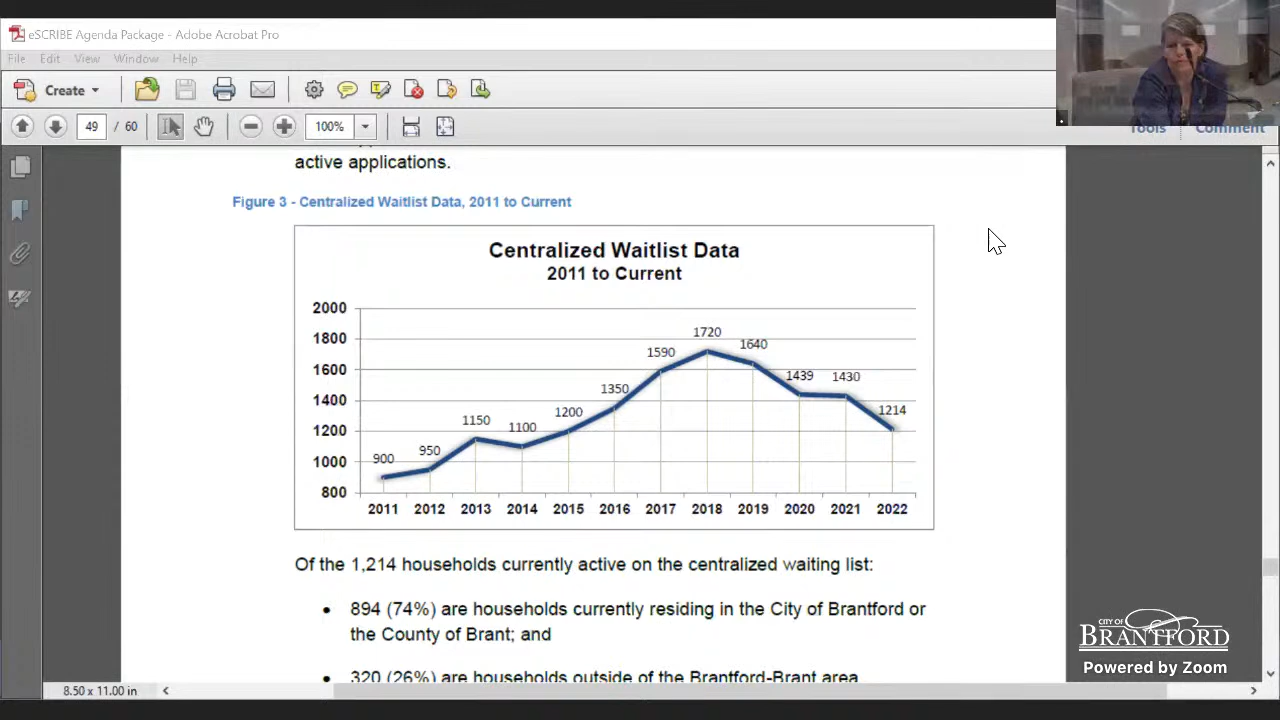 eSCRIBE Agenda Package - Adobe Acrobat Pro
File Edit View Window Help
Create
49 / 60 100%
Tools Comment
active applications.
Figure 3 - Centralized Waitlist Data, 2011 to Current
Centralized Waitlist Data
2011 to Current
2000
1800
1600
1400
1200
1000
800
900 950 1150 1100 1200 1350 1590 1720 1640 1439 1430 1214
2011 2012 2013 2014 2015 2016 2017 2018 2019 2020 2021 2022
Of the 1,214 households currently active on the centralized waiting list:
• 894 (74%) are households currently residing in the City of Brantford or
the County of Brant; and
• 320 (26%) are households outside of the Brantford-Brant area
CITY OF
BRANTFORD
Powered by Zoom
8.50 x 11.00 in